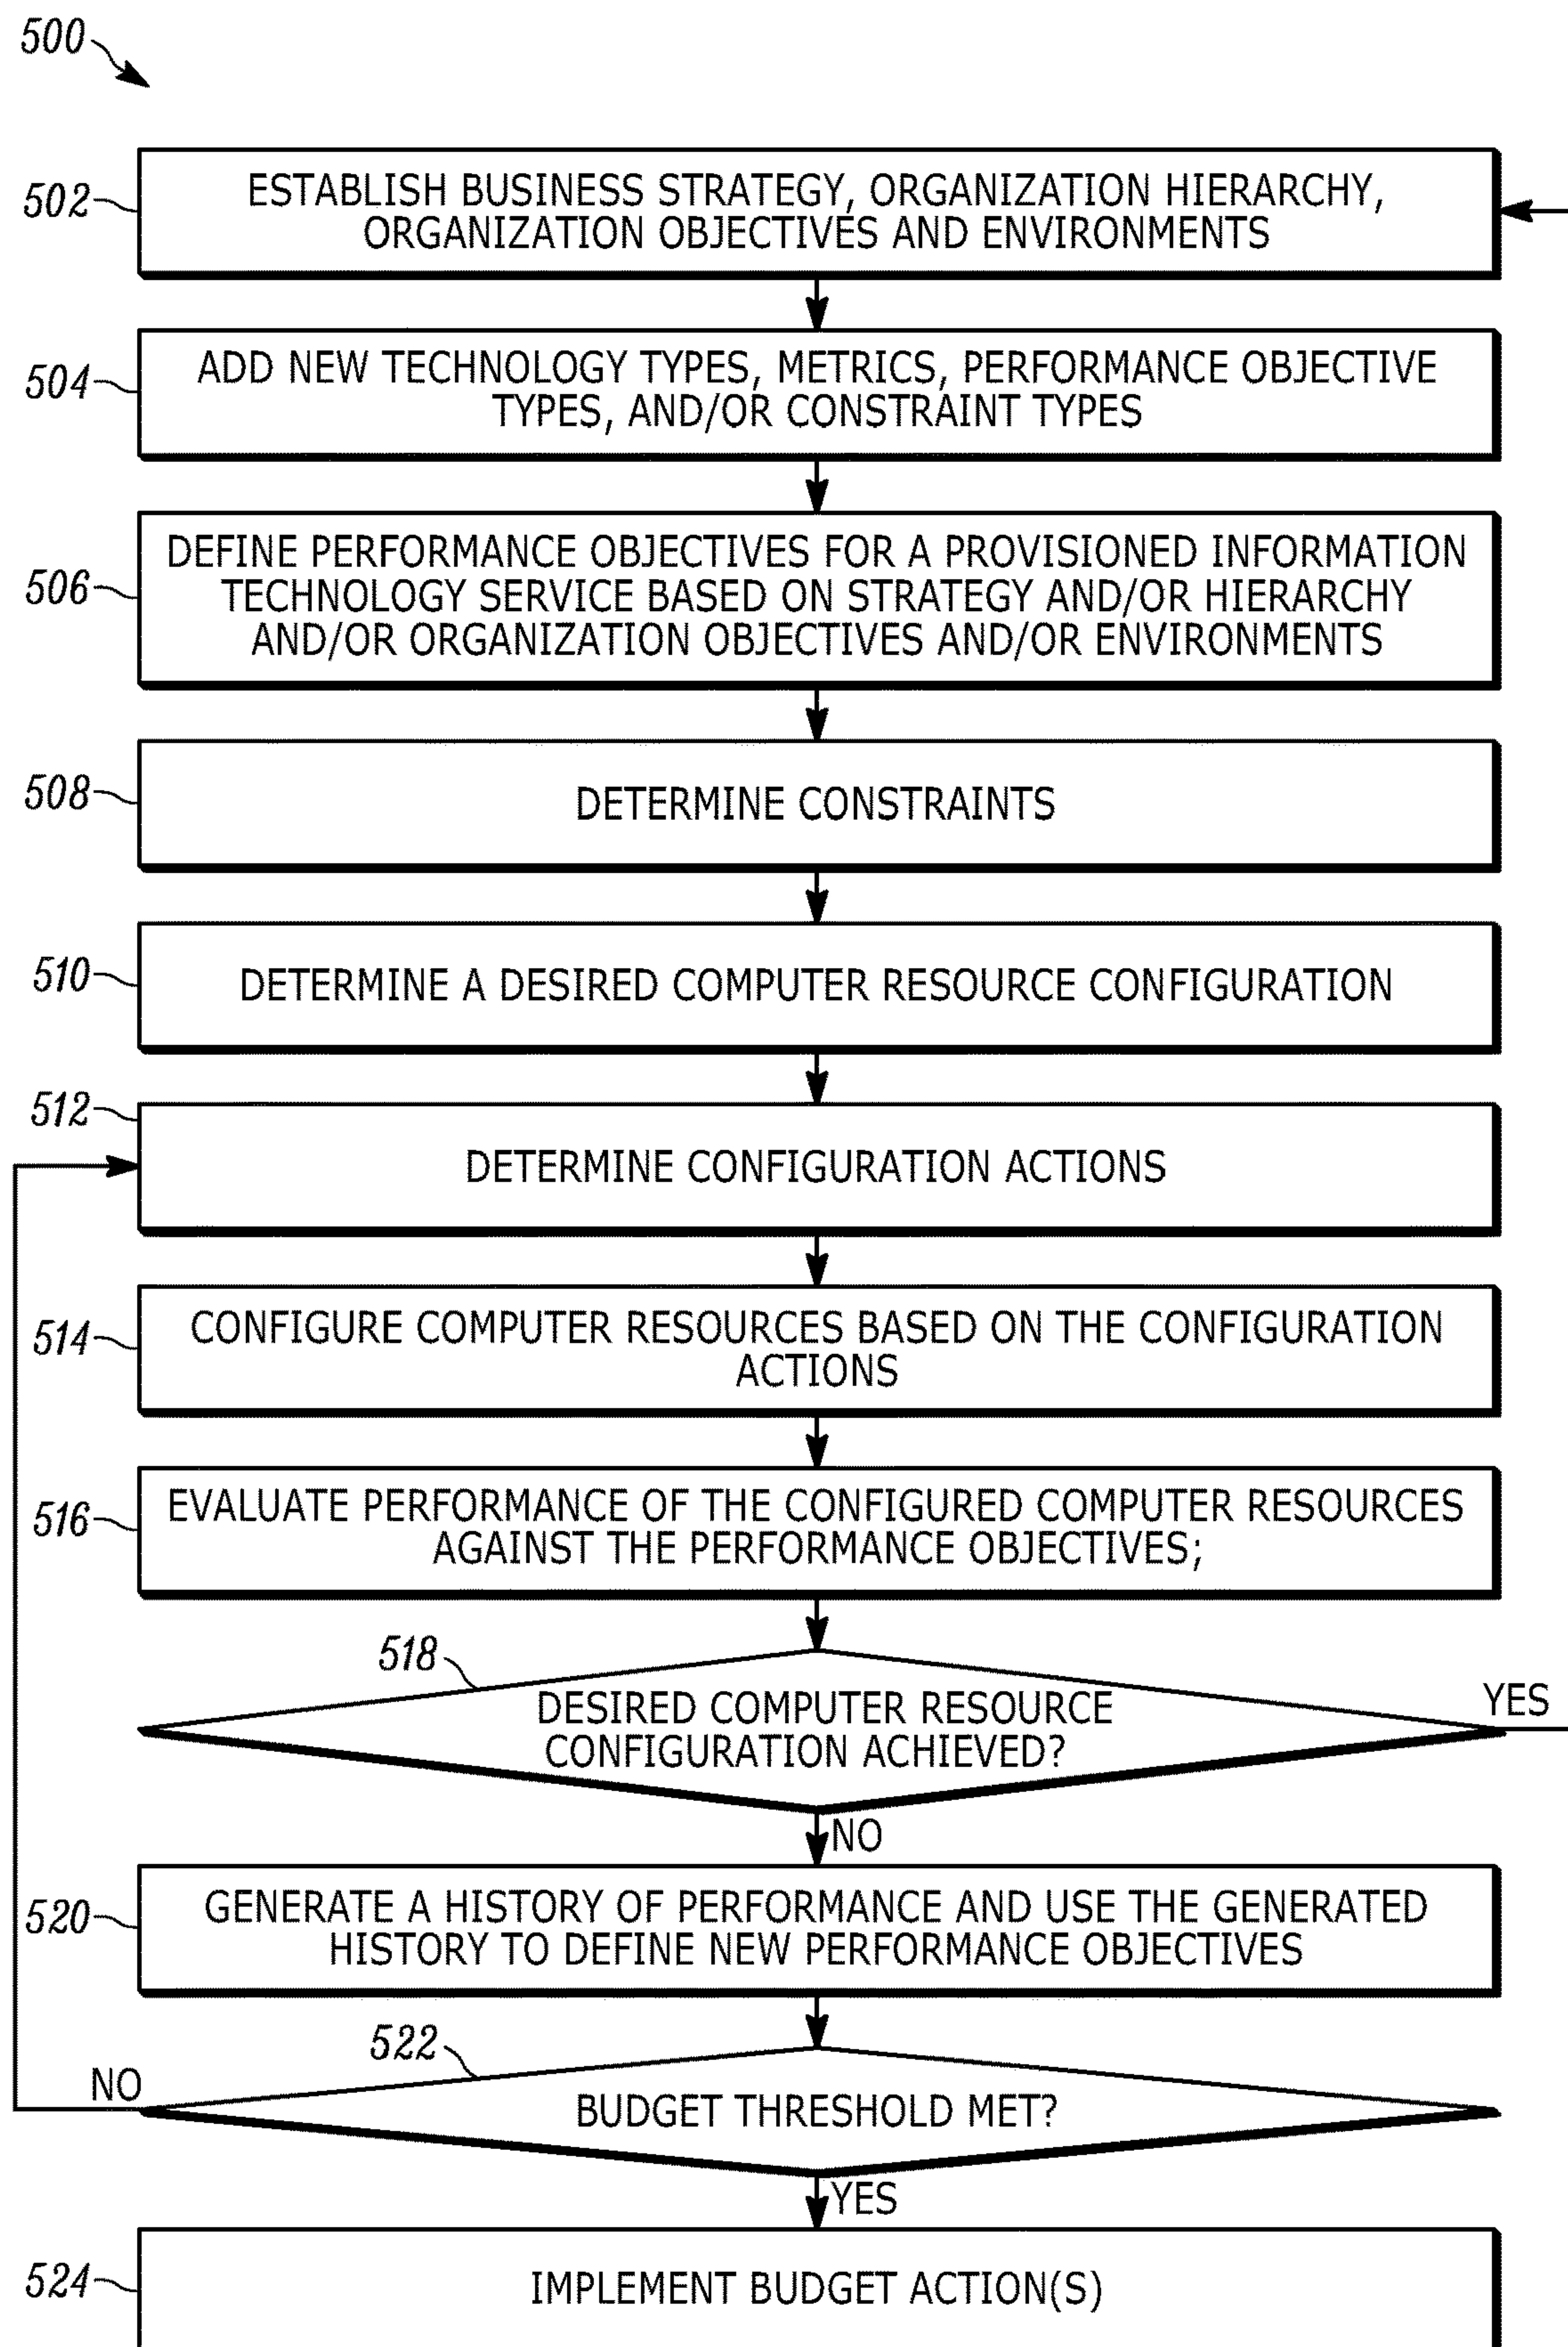 500
502
ESTABLISH BUSINESS STRATEGY, ORGANIZATION HIERARCHY,
ORGANIZATION OBJECTIVES AND ENVIRONMENTS
504
ADD NEW TECHNOLOGY TYPES, METRICS, PERFORMANCE OBJECTIVE
TYPES, AND/OR CONSTRAINT TYPES
506
DEFINE PERFORMANCE OBJECTIVES FOR A PROVISIONED INFORMATION
TECHNOLOGY SERVICE BASED ON STRATEGY AND/OR HIERARCHY
AND/OR ORGANIZATION OBJECTIVES AND/OR ENVIRONMENTS
508
DETERMINE CONSTRAINTS
510
DETERMINE A DESIRED COMPUTER RESOURCE CONFIGURATION
512
DETERMINE CONFIGURATION ACTIONS
514
CONFIGURE COMPUTER RESOURCES BASED ON THE CONFIGURATION
ACTIONS
516
EVALUATE PERFORMANCE OF THE CONFIGURED COMPUTER RESOURCES
AGAINST THE PERFORMANCE OBJECTIVES;
518
DESIRED COMPUTER RESOURCE
CONFIGURATION ACHIEVED?
YES
NO
520
GENERATE A HISTORY OF PERFORMANCE AND USE THE GENERATED
HISTORY TO DEFINE NEW PERFORMANCE OBJECTIVES
522
NO
BUDGET THRESHOLD MET?
YES
524
IMPLEMENT BUDGET ACTION(S)